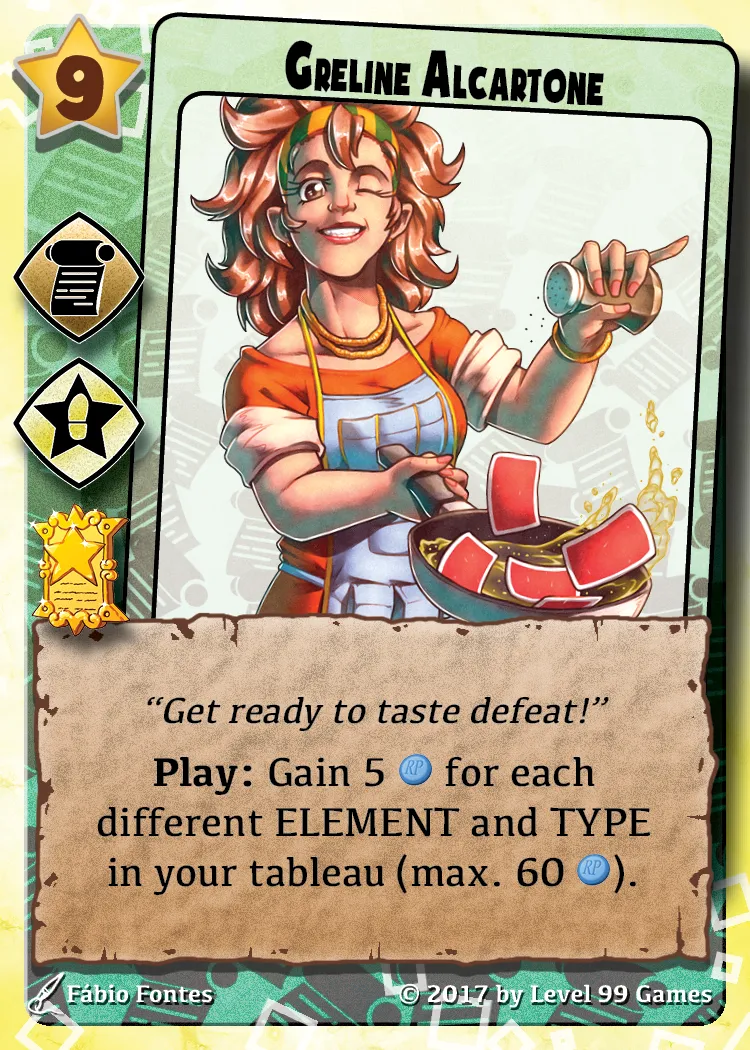 9
GRELINE ALCARTONE
“Get ready to taste defeat!”
Play: Gain 5 RP for each
different ELEMENT and TYPE
in your tableau (max. 60 RP).
Fábio Fontes
© 2017 by Level 99 Games